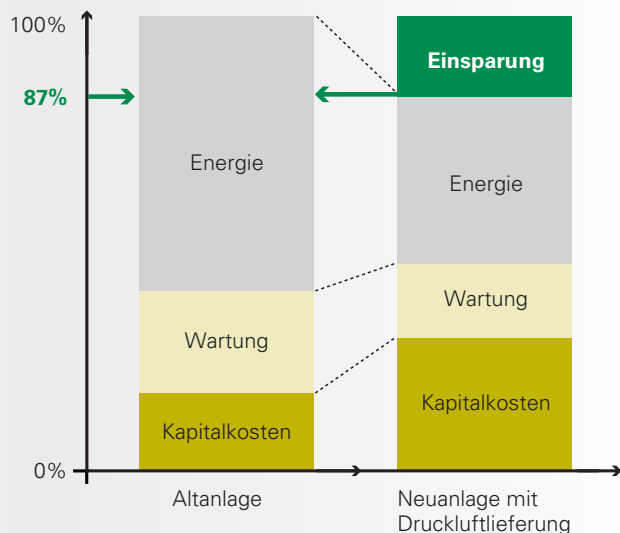 100%
Einsparung
87%
Energie
Energie
Wartung
Wartung
Kapitalkosten
Kapitalkosten
0%
Altanlage
Neuanlage mit
Druckluftlieferung